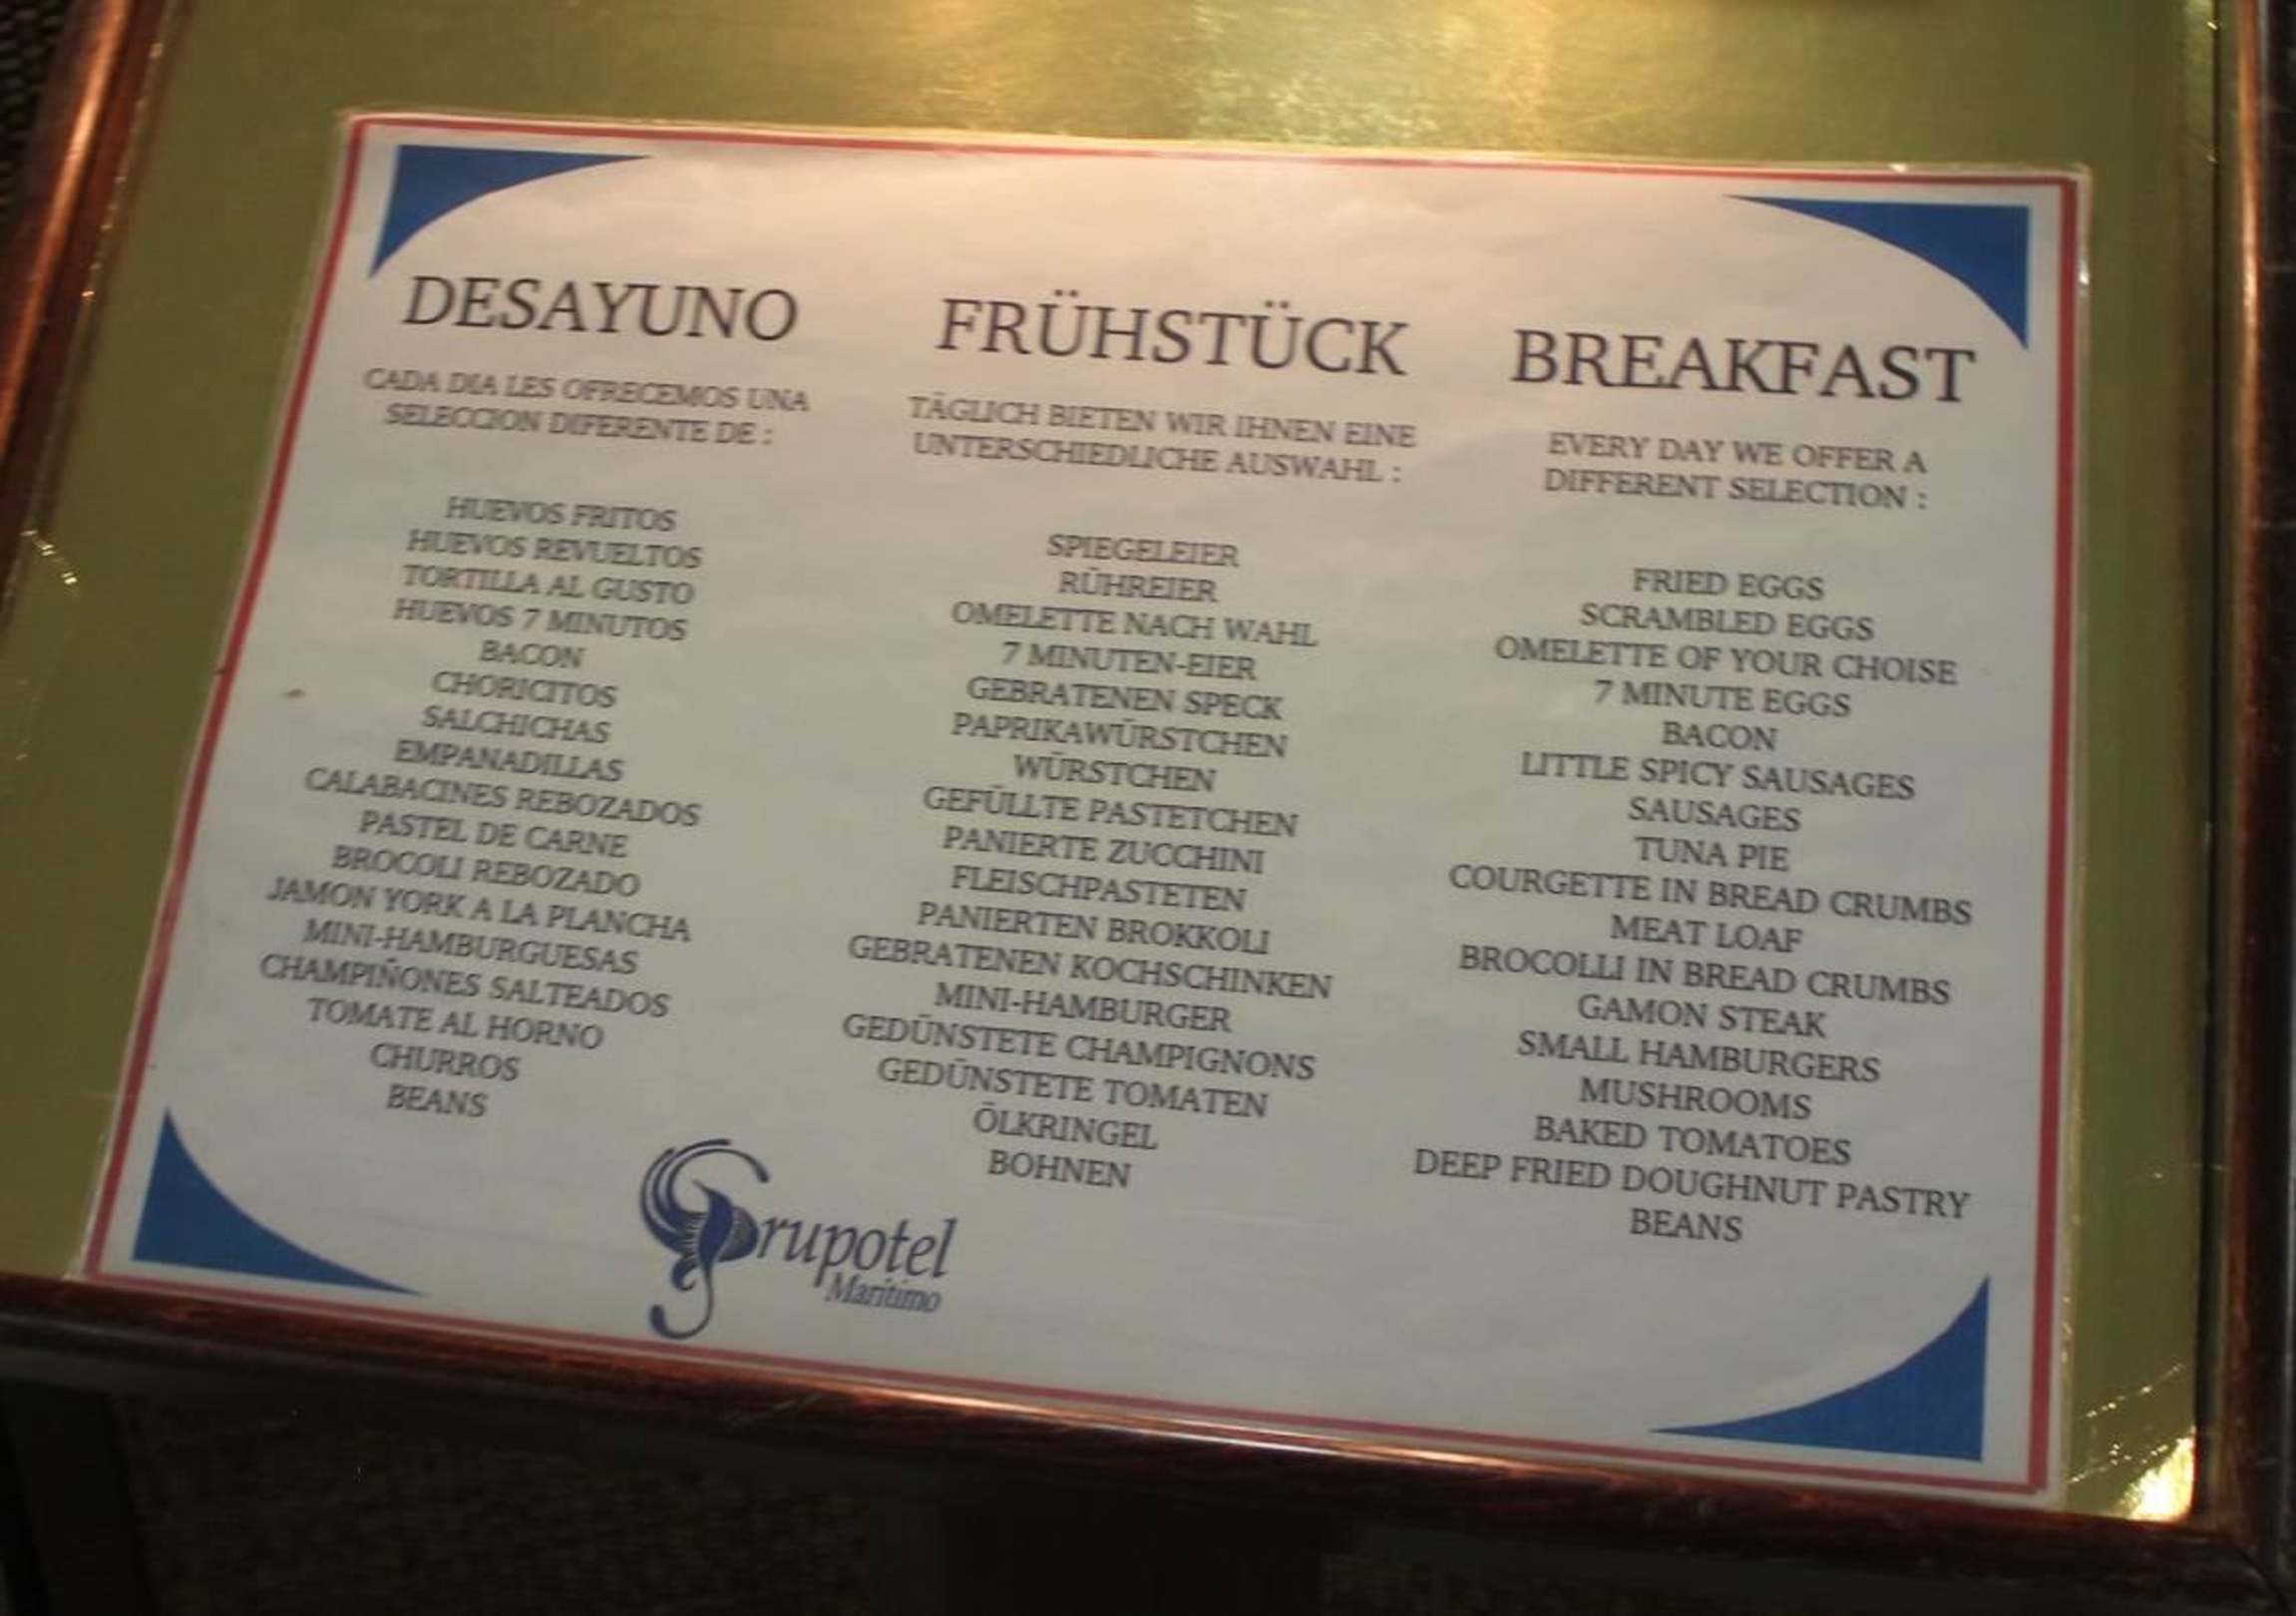 DESAYUNO
CADA DIA LES OFRECEMOS UNA
SELECCION DIFERENTE DE :
HUEVOS FRITOS
HUEVOS REVUELTOS
TORTILLA AL GUSTO
HUEVOS 7 MINUTOS
BACON
CHORICITOS
SALCHICHAS
EMPANADILLAS
CALABACINES REBOZADOS
PASTEL DE CARNE
BROCOLI REBOZADO
JAMON YORK A LA PLANCHA
MINI-HAMBURGUESAS
CHAMPIÑONES SALTEADOS
TOMATE AL HORNO
CHURROS
BEANS
FRÜHSTÜCK
TÄGLICH BIETEN WIR IHNEN EINE
UNTERSCHIEDLICHE AUSWAHL :
SPIEGELEIER
RÜHREIER
OMELETTE NACH WAHL
7 MINUTEN-EIER
GEBRATENEN SPECK
PAPRIKAWÜRSTCHEN
WÜRSTCHEN
GEFÜLLTE PASTETCHEN
PANIERTE ZUCCHINI
FLEISCHPASTETEN
PANIERTEN BROKKOLI
GEBRATENEN KOCHSCHINKEN
MINI-HAMBURGER
GEDÜNSTETE CHAMPIGNONS
GEDÜNSTETE TOMATEN
ÖLKRINGEL
BOHNEN
BREAKFAST
EVERY DAY WE OFFER A
DIFFERENT SELECTION :
FRIED EGGS
SCRAMBLED EGGS
OMELETTE OF YOUR CHOISE
7 MINUTE EGGS
BACON
LITTLE SPICY SAUSAGES
SAUSAGES
TUNA PIE
COURGETTE IN BREAD CRUMBS
MEAT LOAF
BROCOLLI IN BREAD CRUMBS
GAMON STEAK
SMALL HAMBURGERS
MUSHROOMS
BAKED TOMATOES
DEEP FRIED DOUGHNUT PASTRY
BEANS
Grupotel
Maritimo